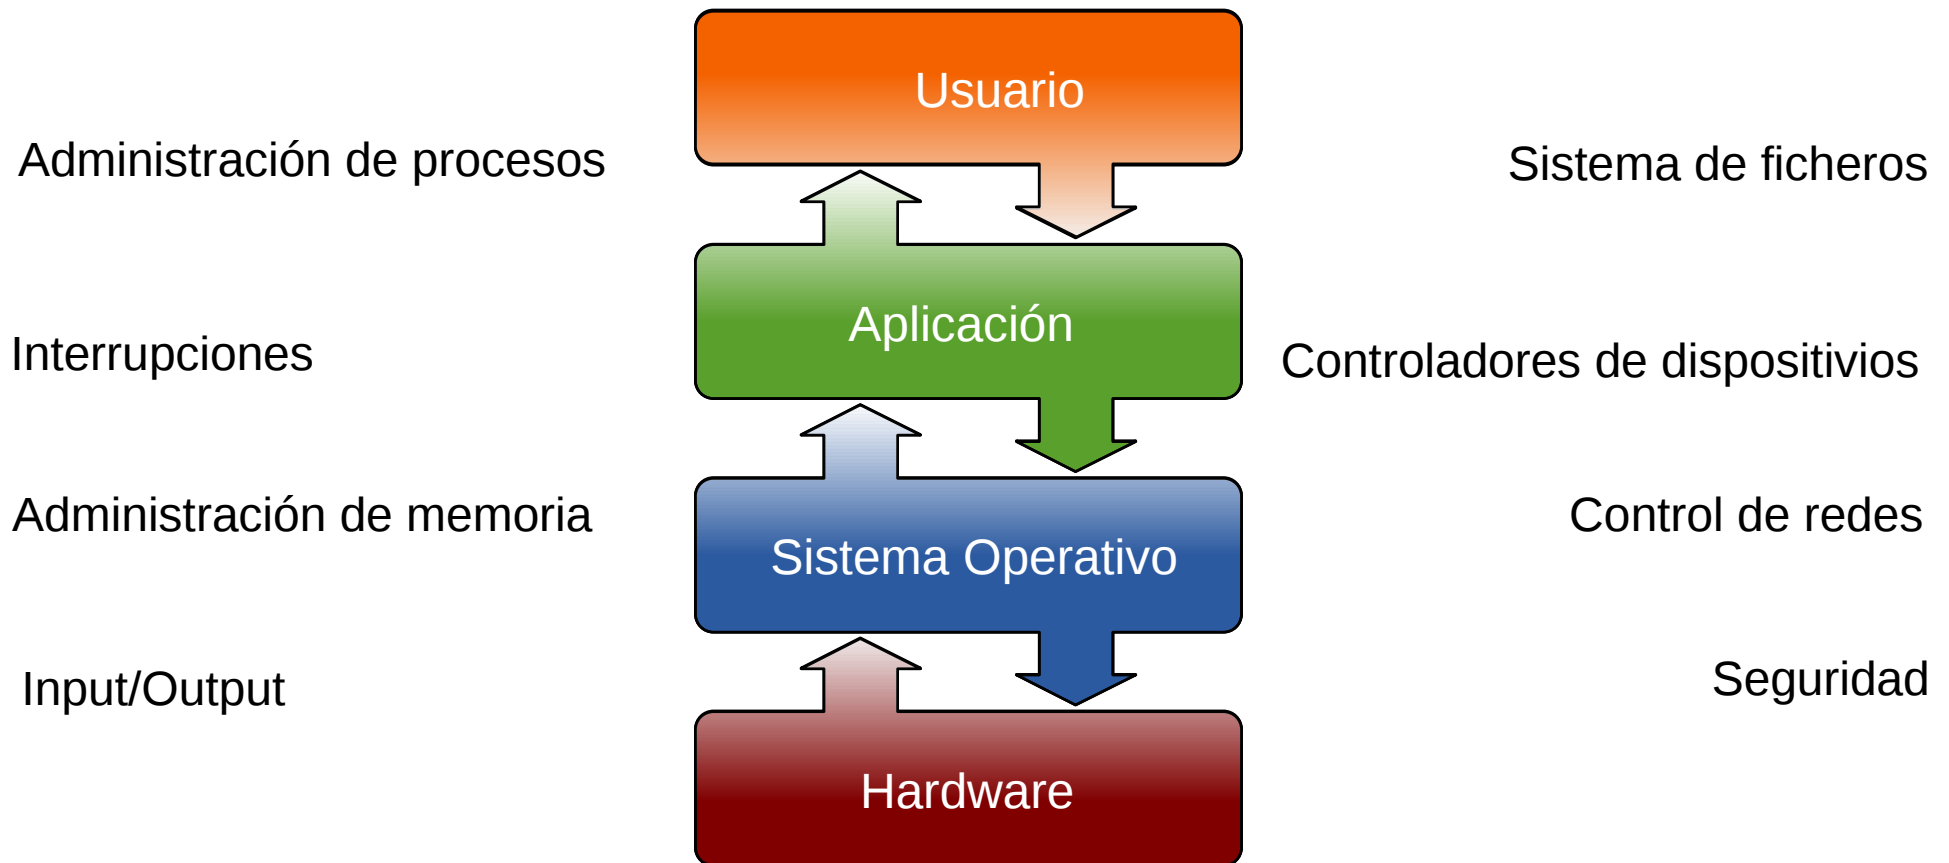 Usuario
Administración de procesos
Sistema de ficheros
Aplicación
Interrupciones
Controladores de dispositivios
Administración de memoria
Control de redes
Sistema Operativo
Input/Output
Seguridad
Hardware